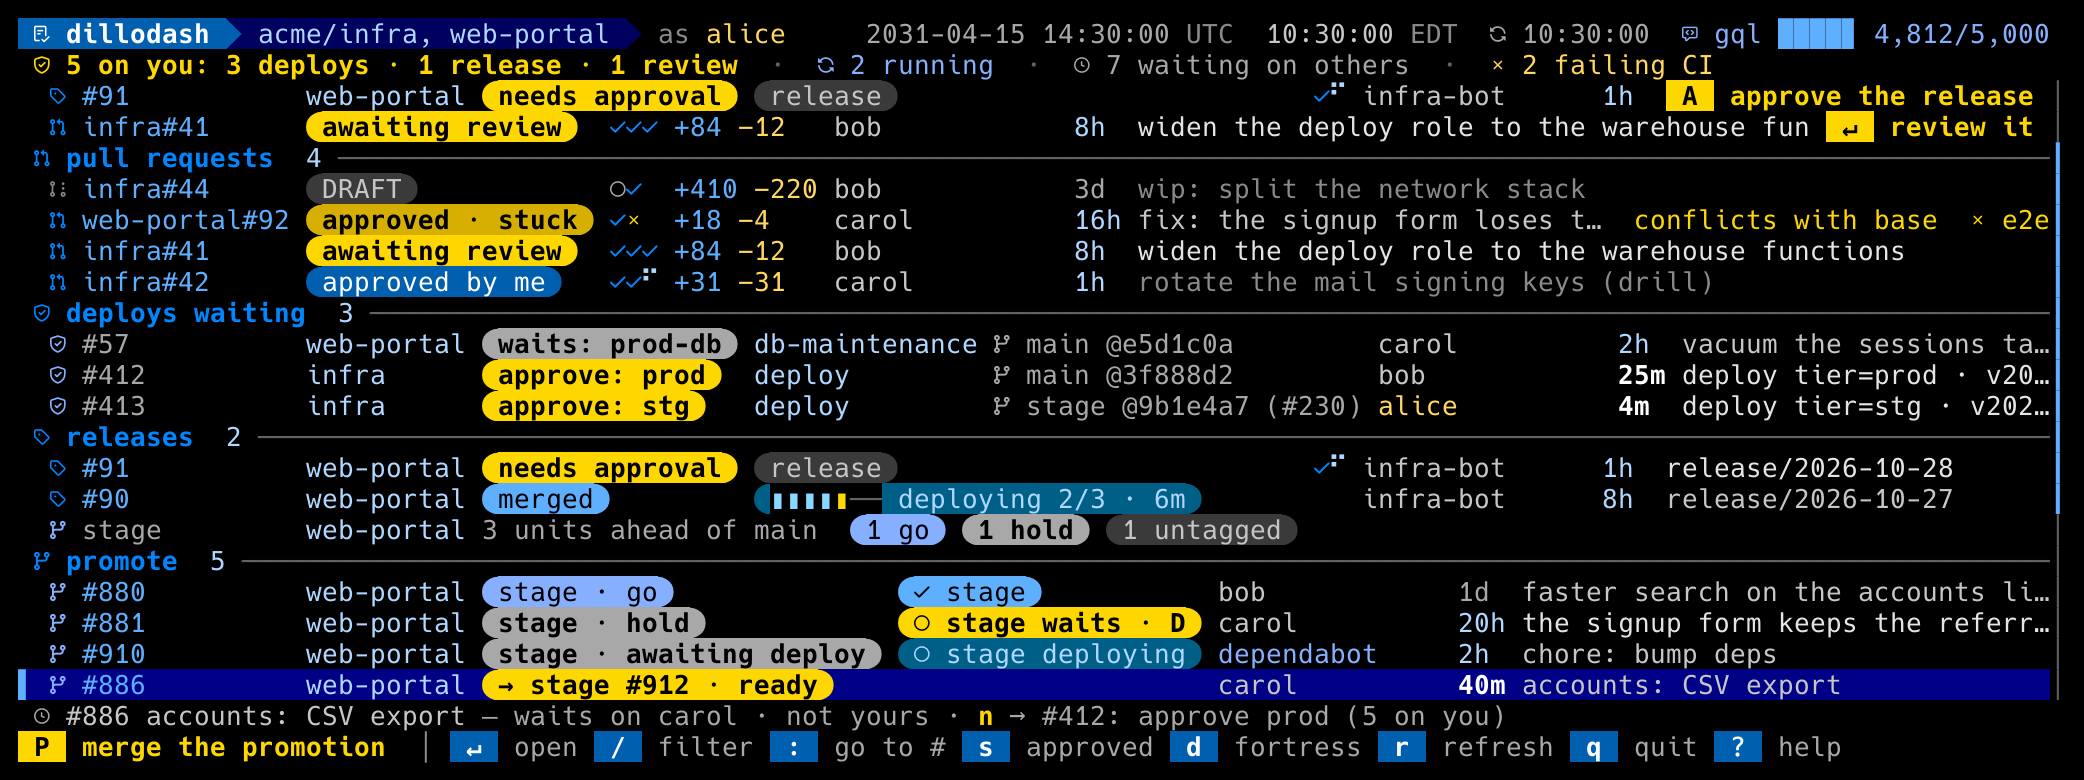 dillodash acme/infra, web-portal as alice 2031-04-15 14:30:00 UTC 10:30:00 EDT 10:30:00 gql 4,812/5,000
5 on you: 3 deploys · 1 release · 1 review · 2 running · 7 waiting on others · × 2 failing CI
#91 web-portal needs approval release ✓ infra-bot 1h A approve the release
infra#41 awaiting review ✓✓✓ +84 −12 bob 8h widen the deploy role to the warehouse fun ↵ review it
pull requests 4
infra#44 DRAFT ○✓ +410 −220 bob 3d wip: split the network stack
web-portal#92 approved · stuck ✓× +18 −4 carol 16h fix: the signup form loses t… conflicts with base × e2e
infra#41 awaiting review ✓✓✓ +84 −12 bob 8h widen the deploy role to the warehouse functions
infra#42 approved by me ✓✓ +31 −31 carol 1h rotate the mail signing keys (drill)
deploys waiting 3
#57 web-portal waits: prod-db db-maintenance main @e5d1c0a carol 2h vacuum the sessions ta…
#412 infra approve: prod deploy main @3f888d2 bob 25m deploy tier=prod · v20…
#413 infra approve: stg deploy stage @9b1e4a7 (#230) alice 4m deploy tier=stg · v202…
releases 2
#91 web-portal needs approval release ✓ infra-bot 1h release/2026-10-28
#90 web-portal merged deploying 2/3 · 6m infra-bot 8h release/2026-10-27
stage web-portal 3 units ahead of main 1 go 1 hold 1 untagged
promote 5
#880 web-portal stage · go ✓ stage bob 1d faster search on the accounts li…
#881 web-portal stage · hold ○ stage waits · D carol 20h the signup form keeps the referr…
#910 web-portal stage · awaiting deploy ○ stage deploying dependabot 2h chore: bump deps
#886 web-portal → stage #912 · ready carol 40m accounts: CSV export
#886 accounts: CSV export — waits on carol · not yours · n → #412: approve prod (5 on you)
P merge the promotion │ ↵ open / filter : go to # s approved d fortress r refresh q quit ? help